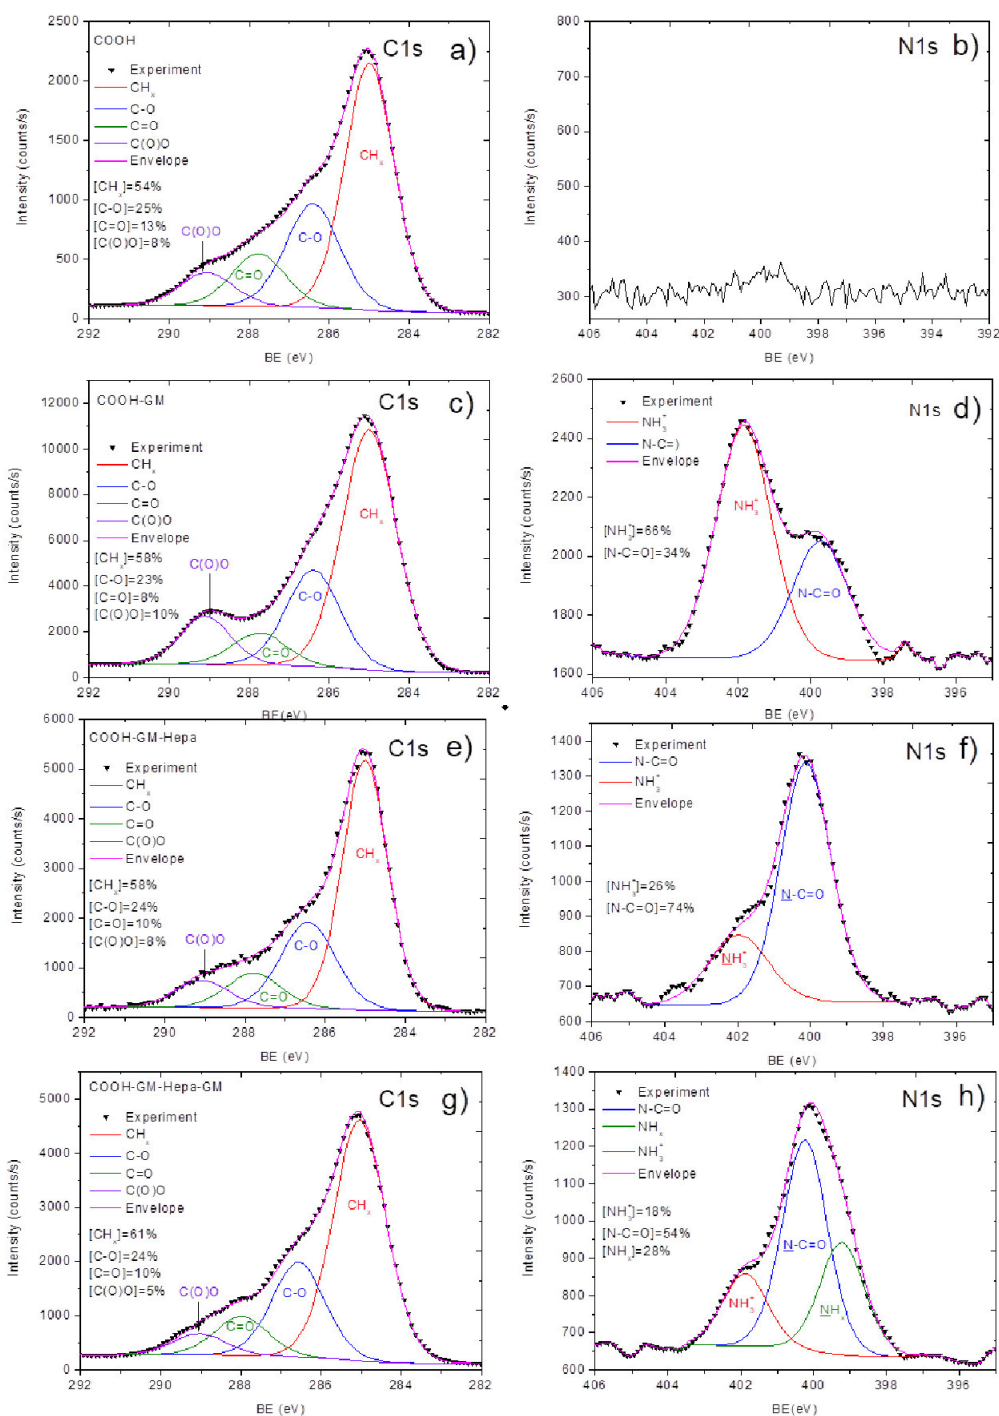 C1s a)
COOH
Experiment
CHx
C-O
C=O
C(O)O
Envelope
[CHx]=54%
[C-O]=25%
[C=O]=13%
[C(O)O]=8%
C(O)O
C=O
C-O
CHx
Intensity (counts/s)
2500
2000
1500
1000
500
0
292 290 288 286 284 282
BE (eV)
N1s b)
Intensity (counts/s)
800
700
600
500
400
300
406 404 402 400 398 396 394 392
BE (eV)
C1s c)
COOH-GM
Experiment
CHx
C-O
C=O
C(O)O
Envelope
[CHx]=58%
[C-O]=23%
[C=O]=8%
[C(O)O]=10%
C(O)O
C=O
C-O
CHx
Intensity (counts/s)
12000
10000
8000
6000
4000
2000
0
292 290 288 286 284 282
BE(eV)
N1s d)
Experiment
NH3+
N-C=)
Envelope
[NH3+]=66%
[N-C=O]=34%
NH3+
N-C=O
Intensity (counts/s)
2600
2400
2200
2000
1800
1600
406 404 402 400 398 396
BE (eV)
C1s e)
COOH-GM-Hepa
Experiment
CHx
C-O
C=O
C(O)O
Envelope
[CHx]=58%
[C-O]=24%
[C=O]=10%
[C(O)O]=8%
C(O)O
C=O
C-O
CHx
Intensity (counts/s)
6000
5000
4000
3000
2000
1000
0
292 290 288 286 284 282
BE (eV)
N1s f)
Experiment
N-C=O
NH3+
Envelope
[NH3+]=26%
[N-C=O]=74%
N-C=O
NH3+
Intensity (counts/s)
1400
1300
1200
1100
1000
900
800
700
600
406 404 402 400 398 396
BE (eV)
C1s g)
COOH-GM-Hepa-GM
Experiment
CHx
C-O
C=O
C(O)O
Envelope
[CHx]=61%
[C-O]=24%
[C=O]=10%
[C(O)O]=5%
C(O)O
C=O
C-O
CHx
Intensity (counts/s)
5000
4000
3000
2000
1000
0
292 290 288 286 284 282
BE (eV)
N1s h)
Experiment
N-C=O
NHx
NH3+
Envelope
[NH3+]=18%
[N-C=O]=54%
[NHx]=28%
N-C=O
NH3+
NHx
Intensity (counts/s)
1400
1300
1200
1100
1000
900
800
700
600
406 404 402 400 398 396
BE(eV)